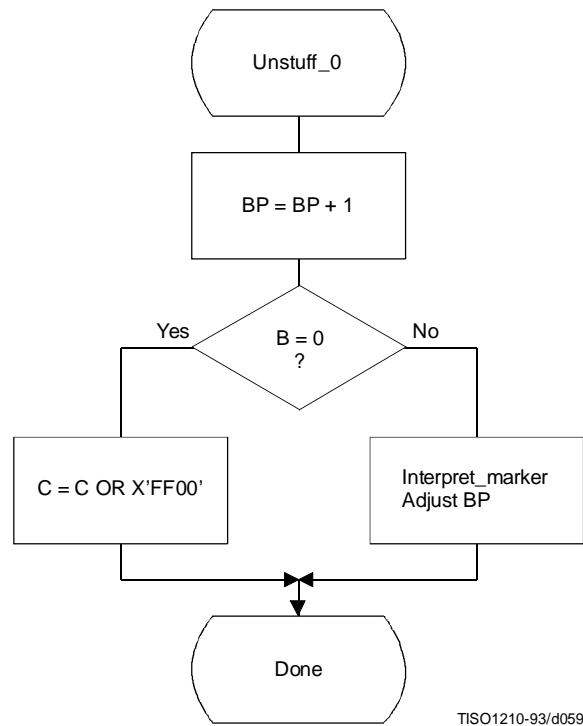 Unstuff_0
BP = BP + 1
Yes
B = 0
?
No
C = C OR X’FF00’
Interpret_marker
Adjust BP
Done
TISO1210-93/d059